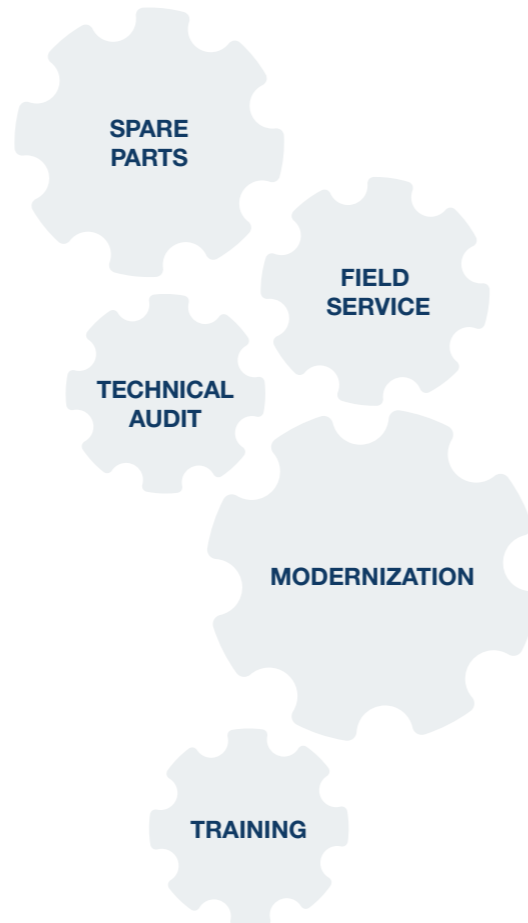 SPARE
PARTS
FIELD
SERVICE
TECHNICAL
AUDIT
MODERNIZATION
TRAINING